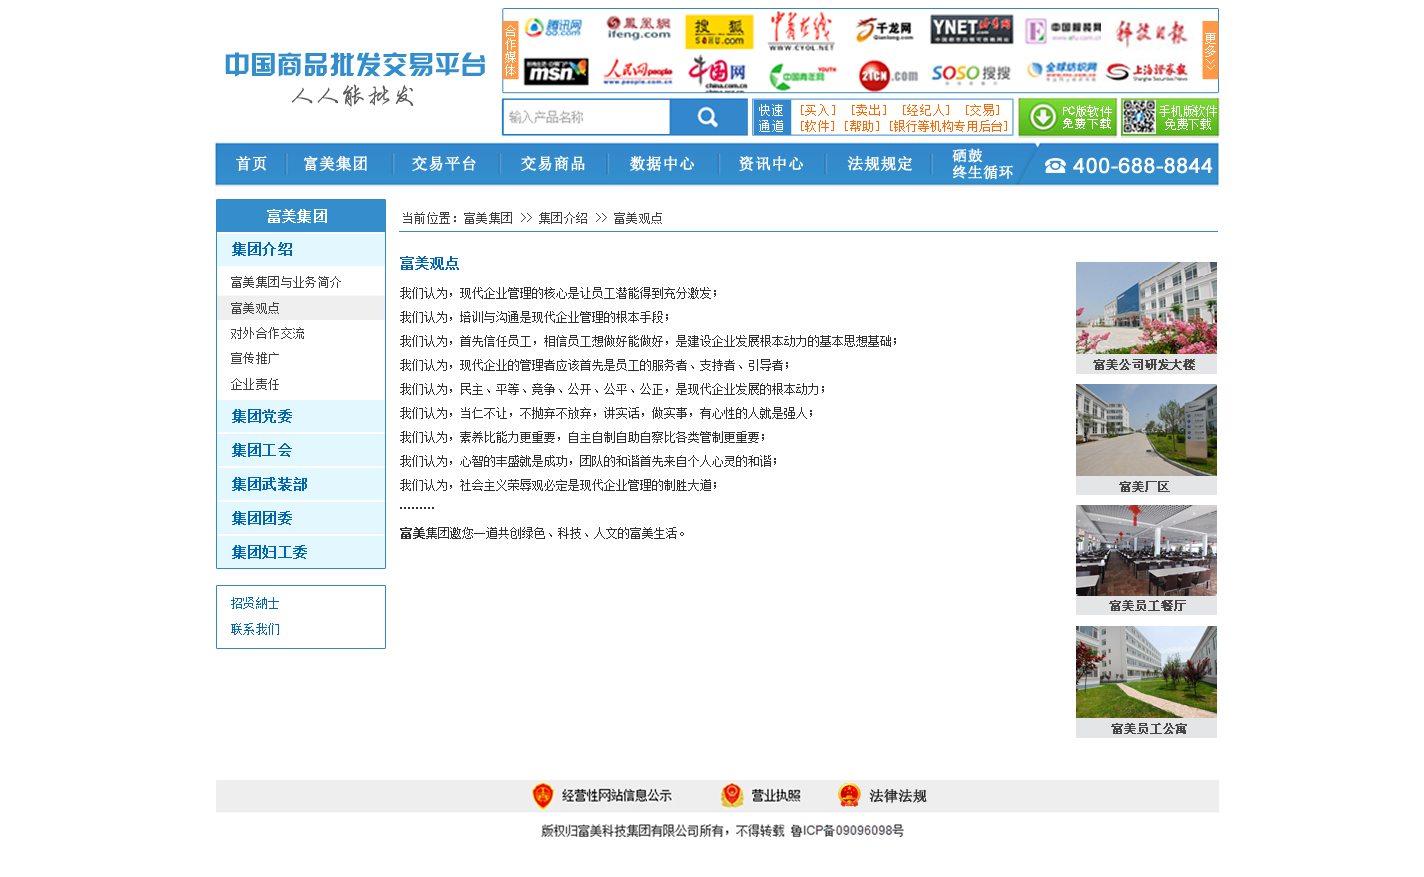 中国商品批发交易平台
人人能批发
合作媒体
腾讯网
QQ.com
鳳凰網
ifeng.com
搜狐
SOHU.com
中青在线
WWW.CYOL.NET
千龙网
Qianlong.com
YNET
中国服装网
www.efu.com.cn
科技日报
msn
人民网people
www.people.com.cn
中国网
china.com.cn
中国青年网
YOUTH
21CN.com
SOSO搜搜
全球纺织网
上海證券報
Shanghai Securities News
更多>>
输入产品名称
快速通道
[买入] [卖出] [经纪人] [交易]
[软件] [帮助] [银行等机构专用后台]
PC版软件
免费下载
手机版软件
免费下载
首页
富美集团
交易平台
交易商品
数据中心
资讯中心
法规规定
硒鼓
终生循环
400-688-8844
富美集团
集团介绍
富美集团与业务简介
富美观点
对外合作交流
宣传推广
企业责任
集团党委
集团工会
集团武装部
集团团委
集团妇工委
招贤納士
联系我们
当前位置：富美集团 >> 集团介绍 >> 富美观点
富美观点
我们认为，现代企业管理的核心是让员工潜能得到充分激发；
我们认为，培训与沟通是现代企业管理的根本手段；
我们认为，首先信任员工，相信员工想做好能做好，是建设企业发展根本动力的基本思想基础；
我们认为，现代企业的管理者应该首先是员工的服务者、支持者、引导者；
我们认为，民主、平等、竞争、公开、公平、公正，是现代企业发展的根本动力；
我们认为，当仁不让，不抛弃不放弃，讲实话，做实事，有心性的人就是强人；
我们认为，素养比能力更重要，自主自制自助自察比各类管制更重要；
我们认为，心智的丰盛就是成功，团队的和谐首先来自个人心灵的和谐；
我们认为，社会主义荣辱观必定是现代企业管理的制胜大道；
·········
富美集团邀您一道共创绿色、科技、人文的富美生活。
富美公司研发大楼
富美厂区
富美员工餐厅
富美员工公寓
经营性网站信息公示
营业执照
法律法规
版权归富美科技集团有限公司所有，不得转载 鲁ICP备09096098号